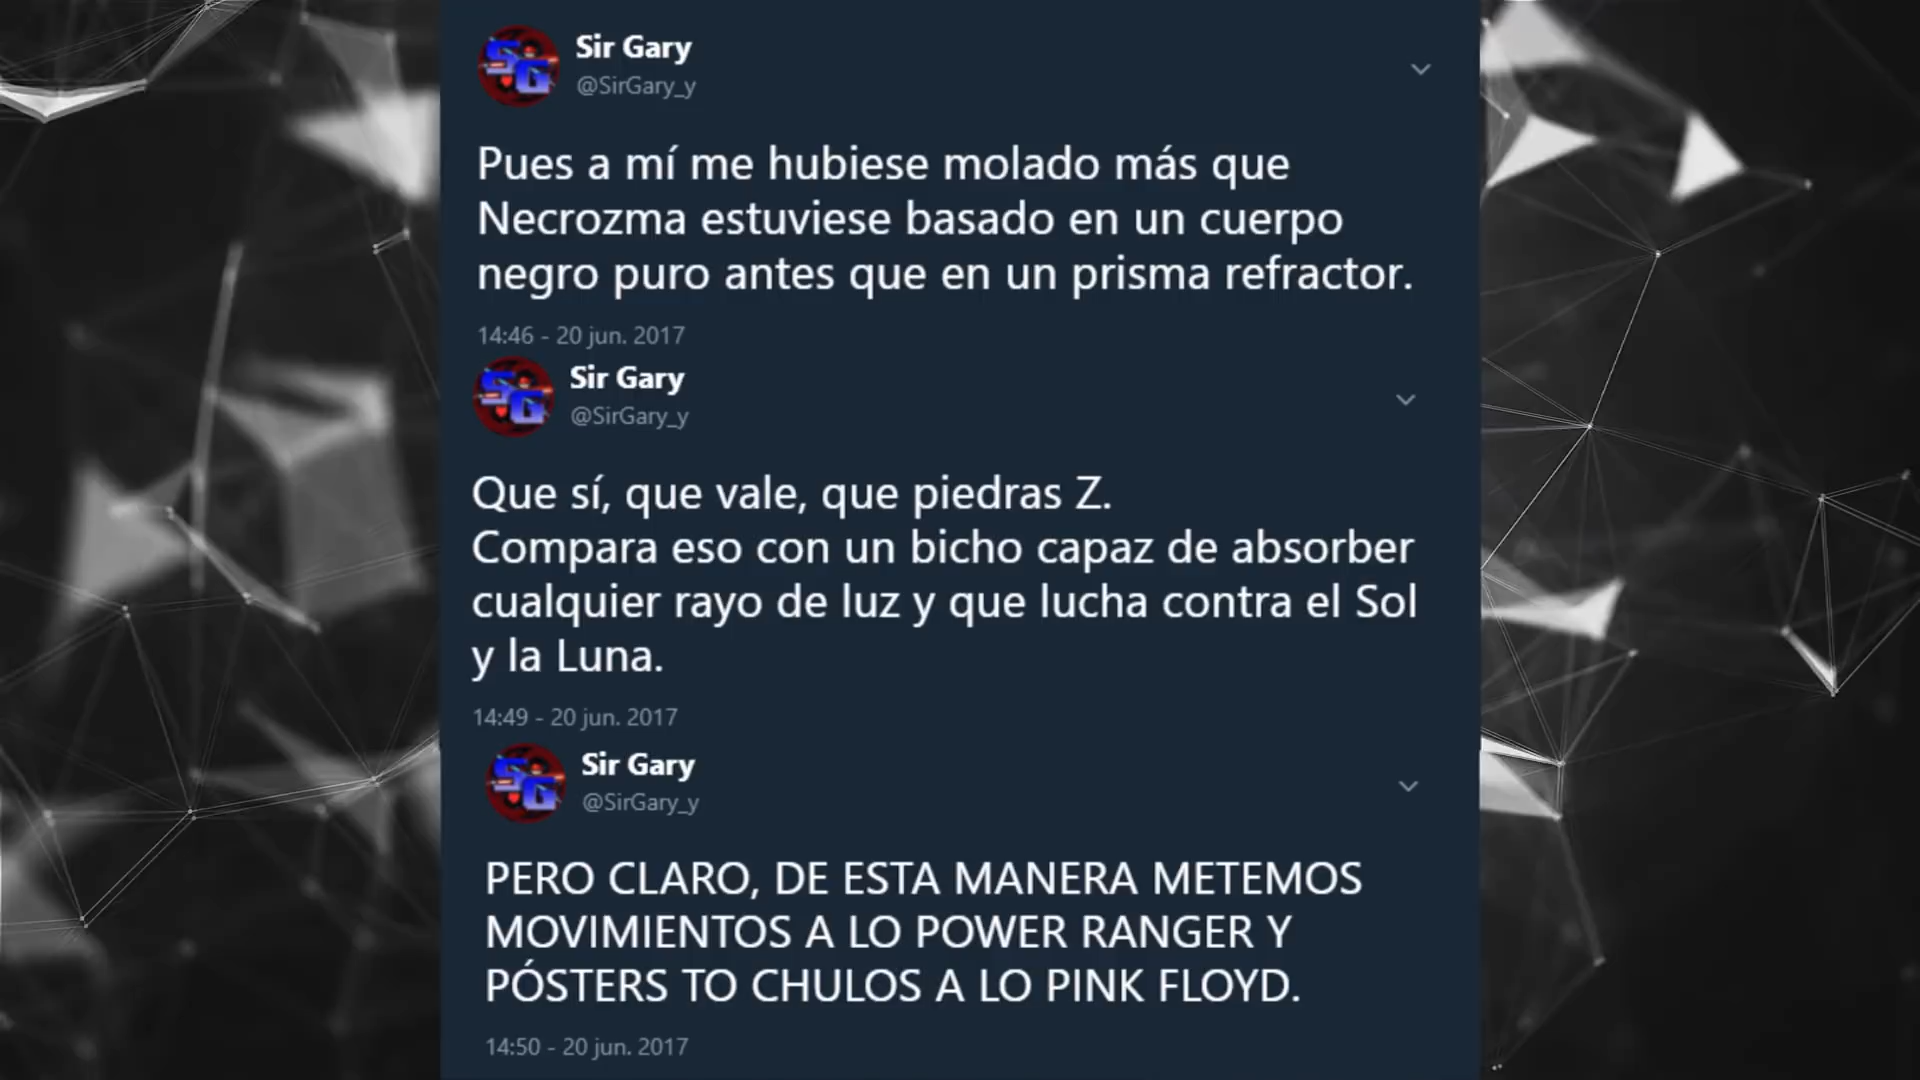 Sir Gary
@SirGary_y
Pues a mí me hubiese molado más que
Necrozma estuviese basado en un cuerpo
negro puro antes que en un prisma refractor.
14:46 - 20 jun. 2017
Sir Gary
@SirGary_y
Que sí, que vale, que piedras Z.
Compara eso con un bicho capaz de absorber
cualquier rayo de luz y que lucha contra el Sol
y la Luna.
14:49 - 20 jun. 2017
Sir Gary
@SirGary_y
PERO CLARO, DE ESTA MANERA METEMOS
MOVIMIENTOS A LO POWER RANGER Y
PÓSTERS TO CHULOS A LO PINK FLOYD.
14:50 - 20 jun. 2017